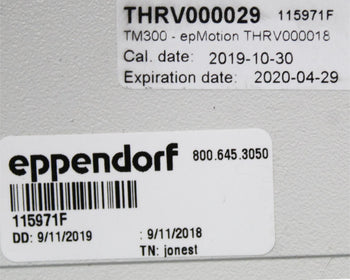 THRV000029 115971F
TM300 - epMotion THRV000018
Cal. date: 2019-10-30
Expiration date: 2020-04-29
eppendorf 800.645.3050
115971F
DD: 9/11/2019 : 9/11/2018
TN: jonest